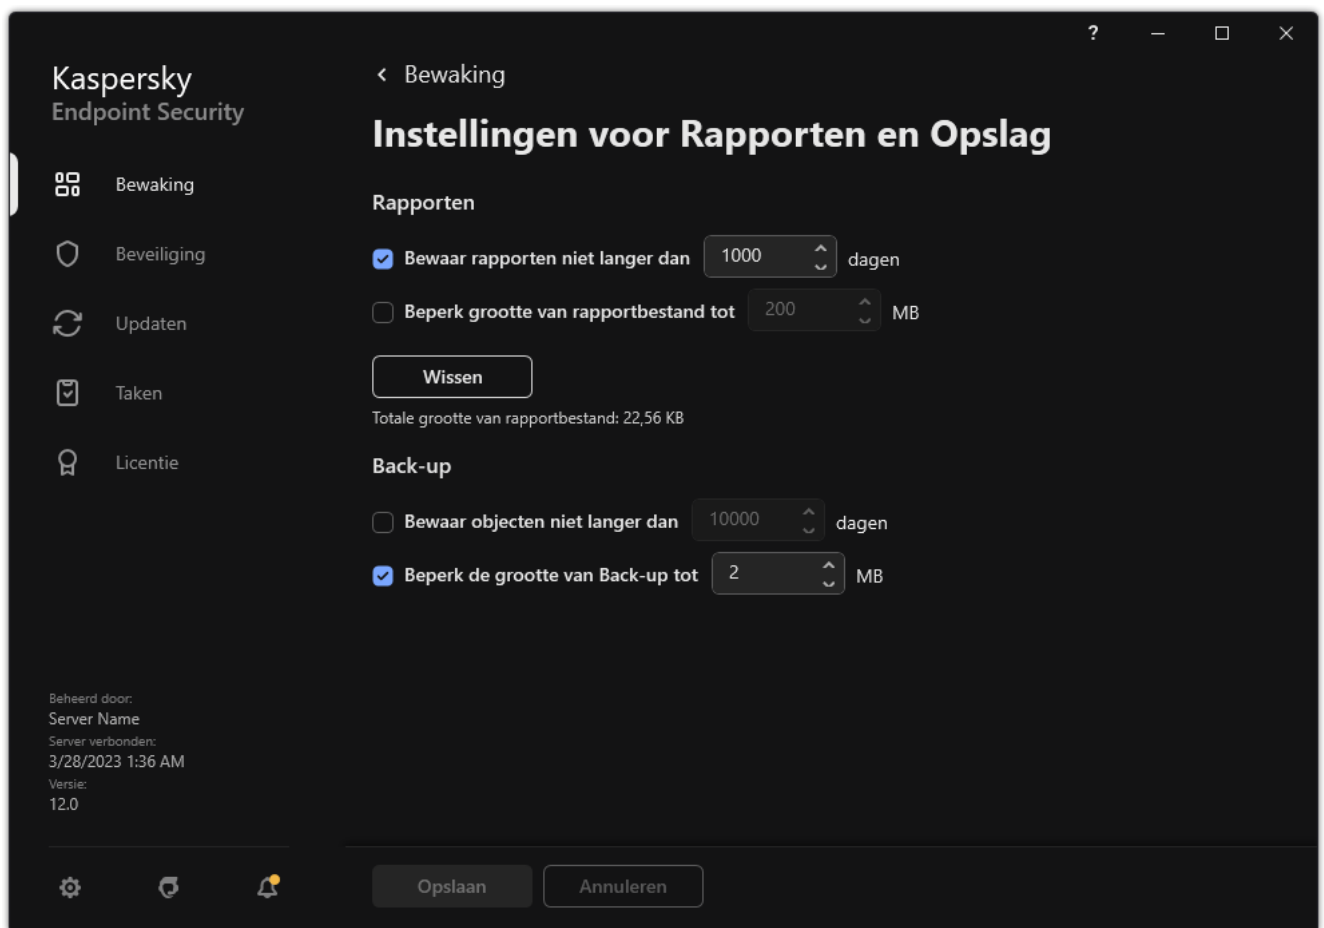 ?
Kaspersky
Endpoint Security
Bewaking
Beveiliging
Updaten
Taken
Licentie
Beheerd door:
Server Name
Server verbonden:
3/28/2023 1:36 AM
Versie:
12.0
Bewaking
Instellingen voor Rapporten en Opslag
Rapporten
Bewaar rapporten niet langer dan 1000 dagen
Beperk grootte van rapportbestand tot 200 MB
Wissen
Totale grootte van rapportbestand: 22,56 KB
Back-up
Bewaar objecten niet langer dan 10000 dagen
Beperk de grootte van Back-up tot 2 MB
Opslaan Annuleren